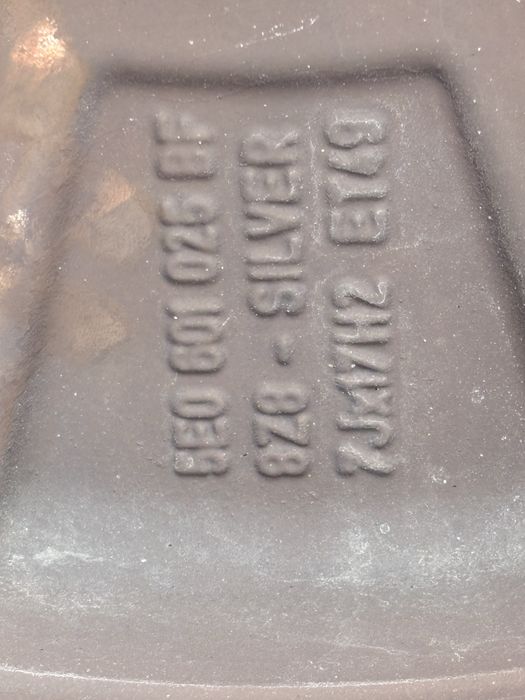 5E0 601 025 BF
8Z8 - SILVER
7Jx17H2 ET49